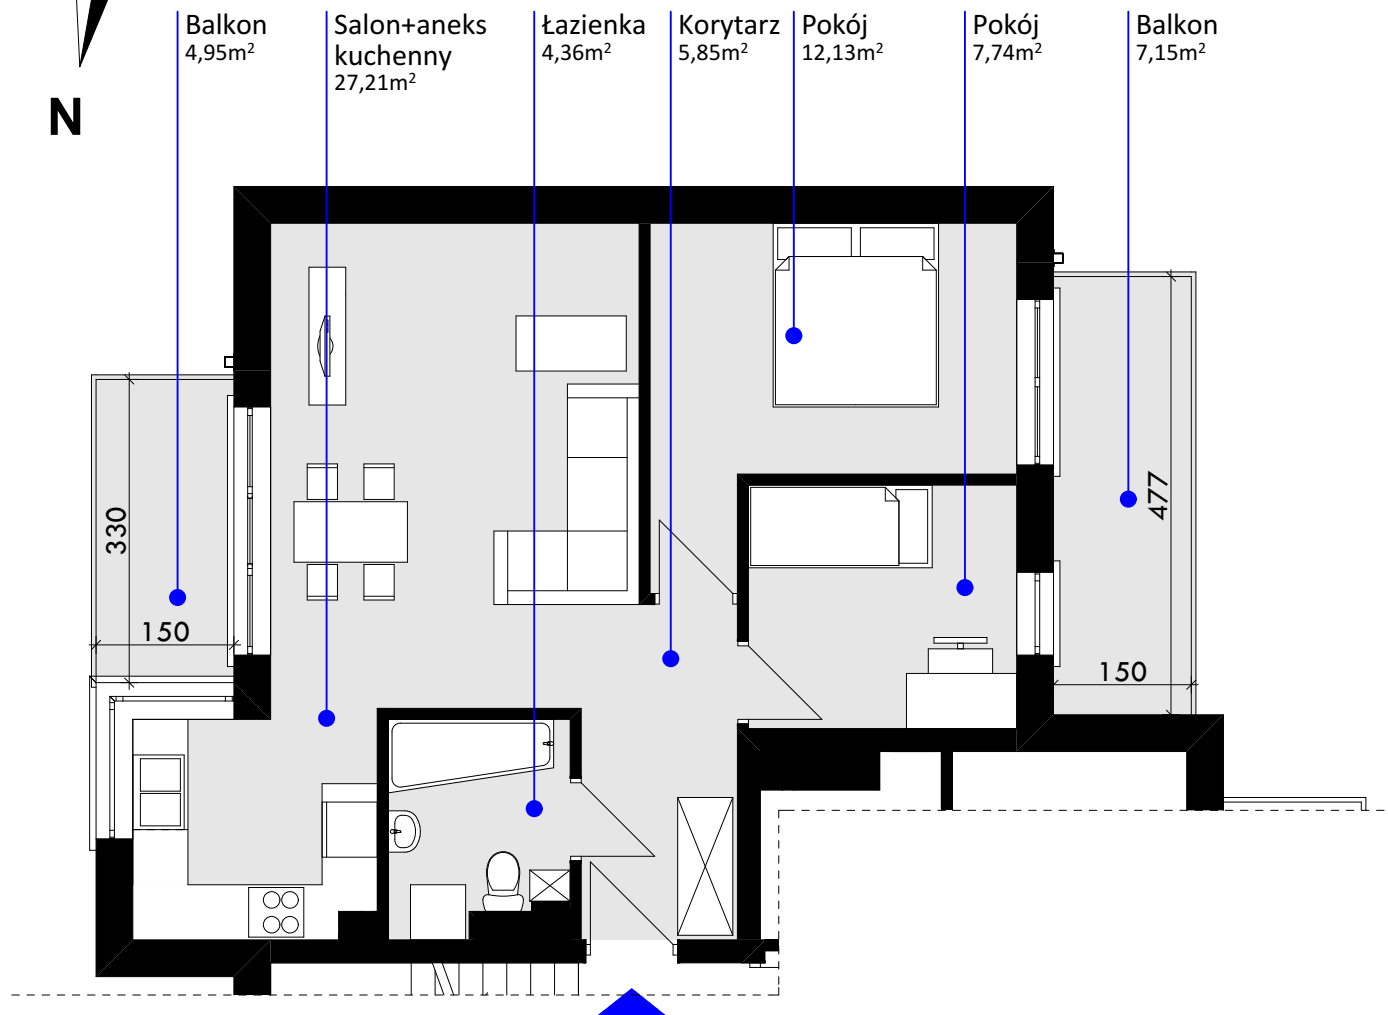 Balkon
4,95m²
Salon+aneks
kuchenny
27,21m²
Łazienka
4,36m²
Korytarz
5,85m²
Pokój
12,13m²
Pokój
7,74m²
Balkon
7,15m²
N
330
150
477
150